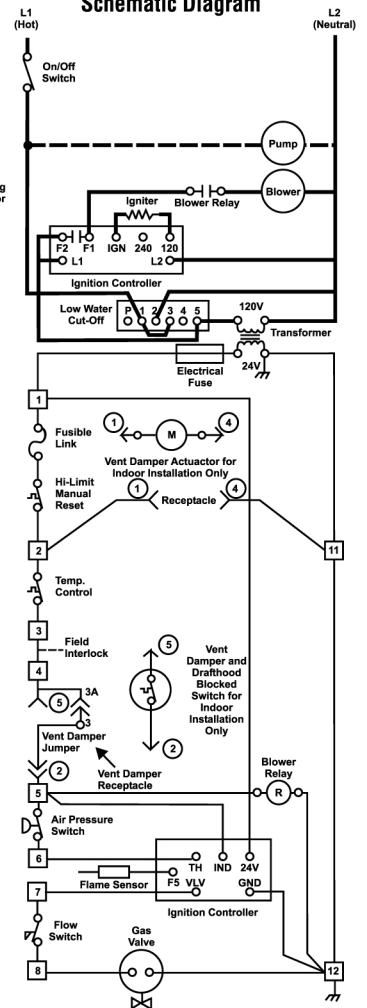 Schematic Diagram
L1
(Hot)
L2
(Neutral)
On/Off
Switch
Pump
Blower
Blower Relay
Igniter
F2 F1 IGN 240 120
L1 L2
Ignition Controller
Low Water
Cut-Off
P 1 2 3 4 5
120V
Transformer
24V
Electrical
Fuse
1
Fusible
Link
1 M 4
Vent Damper Actuactor for
Indoor Installation Only
Hi-Limit
Manual
Reset
1 Receptacle 4
2
11
Temp.
Control
3
Field
Interlock
4
5 3A
3
Vent Damper
Jumper
2
Vent Damper
Receptacle
5
Vent
Damper and
Drafthood
Blocked
Switch for
Indoor
Installation
Only
2
Blower
Relay
5
R
Air Pressure
Switch
6
TH IND 24V
Flame Sensor
F5
VLV GND
Ignition Controller
7
Flow
Switch
Gas
Valve
8
12